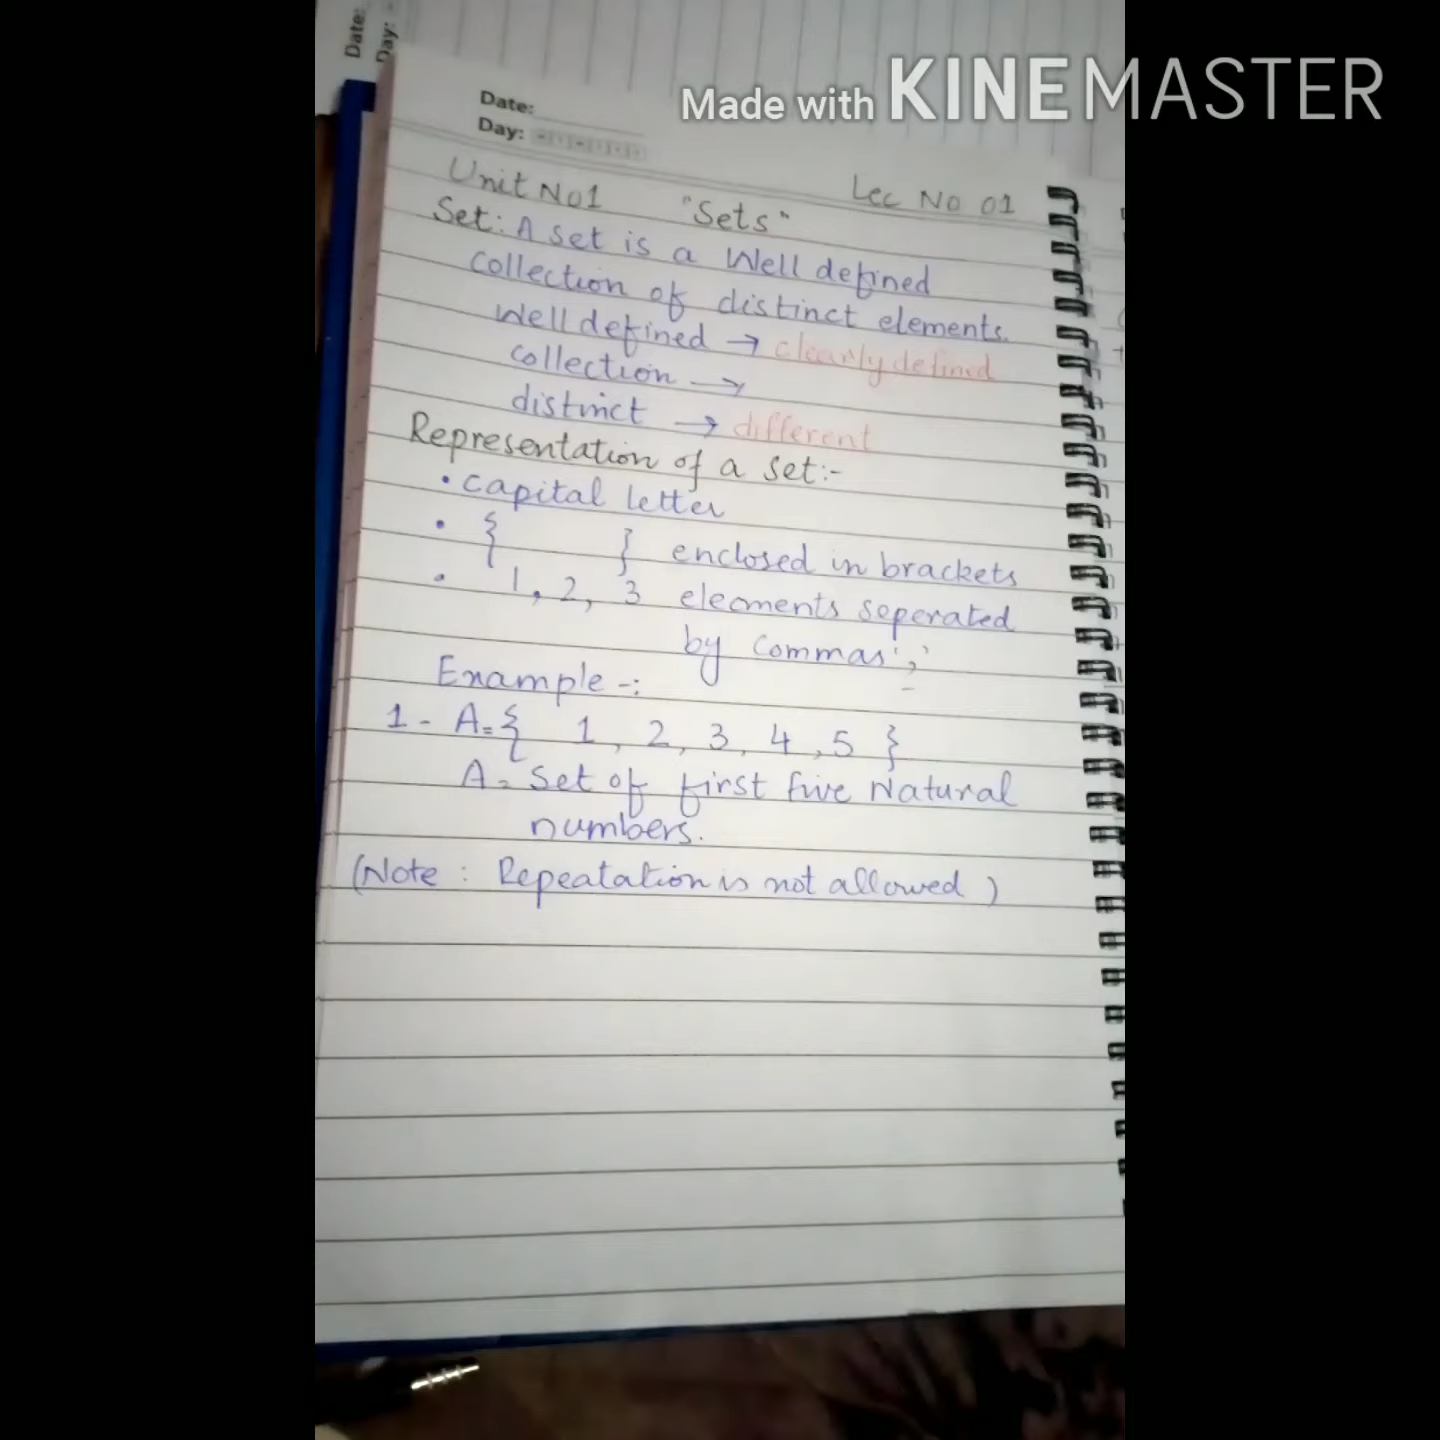 Date:
Day:
Made with KINEMASTER
Date:
Day:
Unit No1 "Sets" Lec No 01
Set: A set is a Well defined
collection of distinct elements.
Well defined → clearly defined
collection →
distinct → different
Representation of a set:-
• capital letter
• { } enclosed in brackets
• 1, 2, 3 eleoments seperated
by commas ','
Example -:
1 - A = { 1, 2, 3, 4, 5 }
A = Set of first five Natural
numbers.
(Note : Repeatation is not allowed )